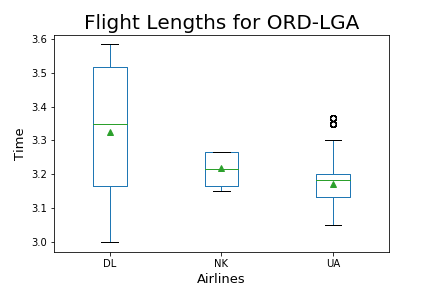 Flight Lengths for ORD-LGA
Time
3.6
3.5
3.4
3.3
3.2
3.1
3.0
DL
NK
UA
Airlines